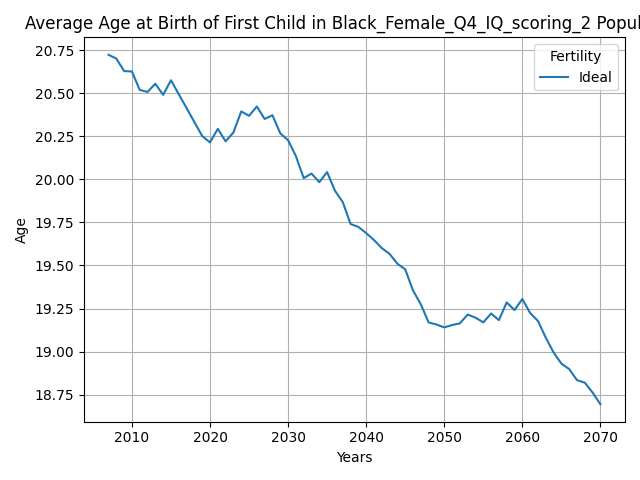 Average Age at Birth of First Child in Black_Female_Q4_IQ_scoring_2 Popul
Fertility
Ideal
20.75
20.50
20.25
20.00
19.75
19.50
19.25
19.00
18.75
Age
2010 2020 2030 2040 2050 2060 2070
Years